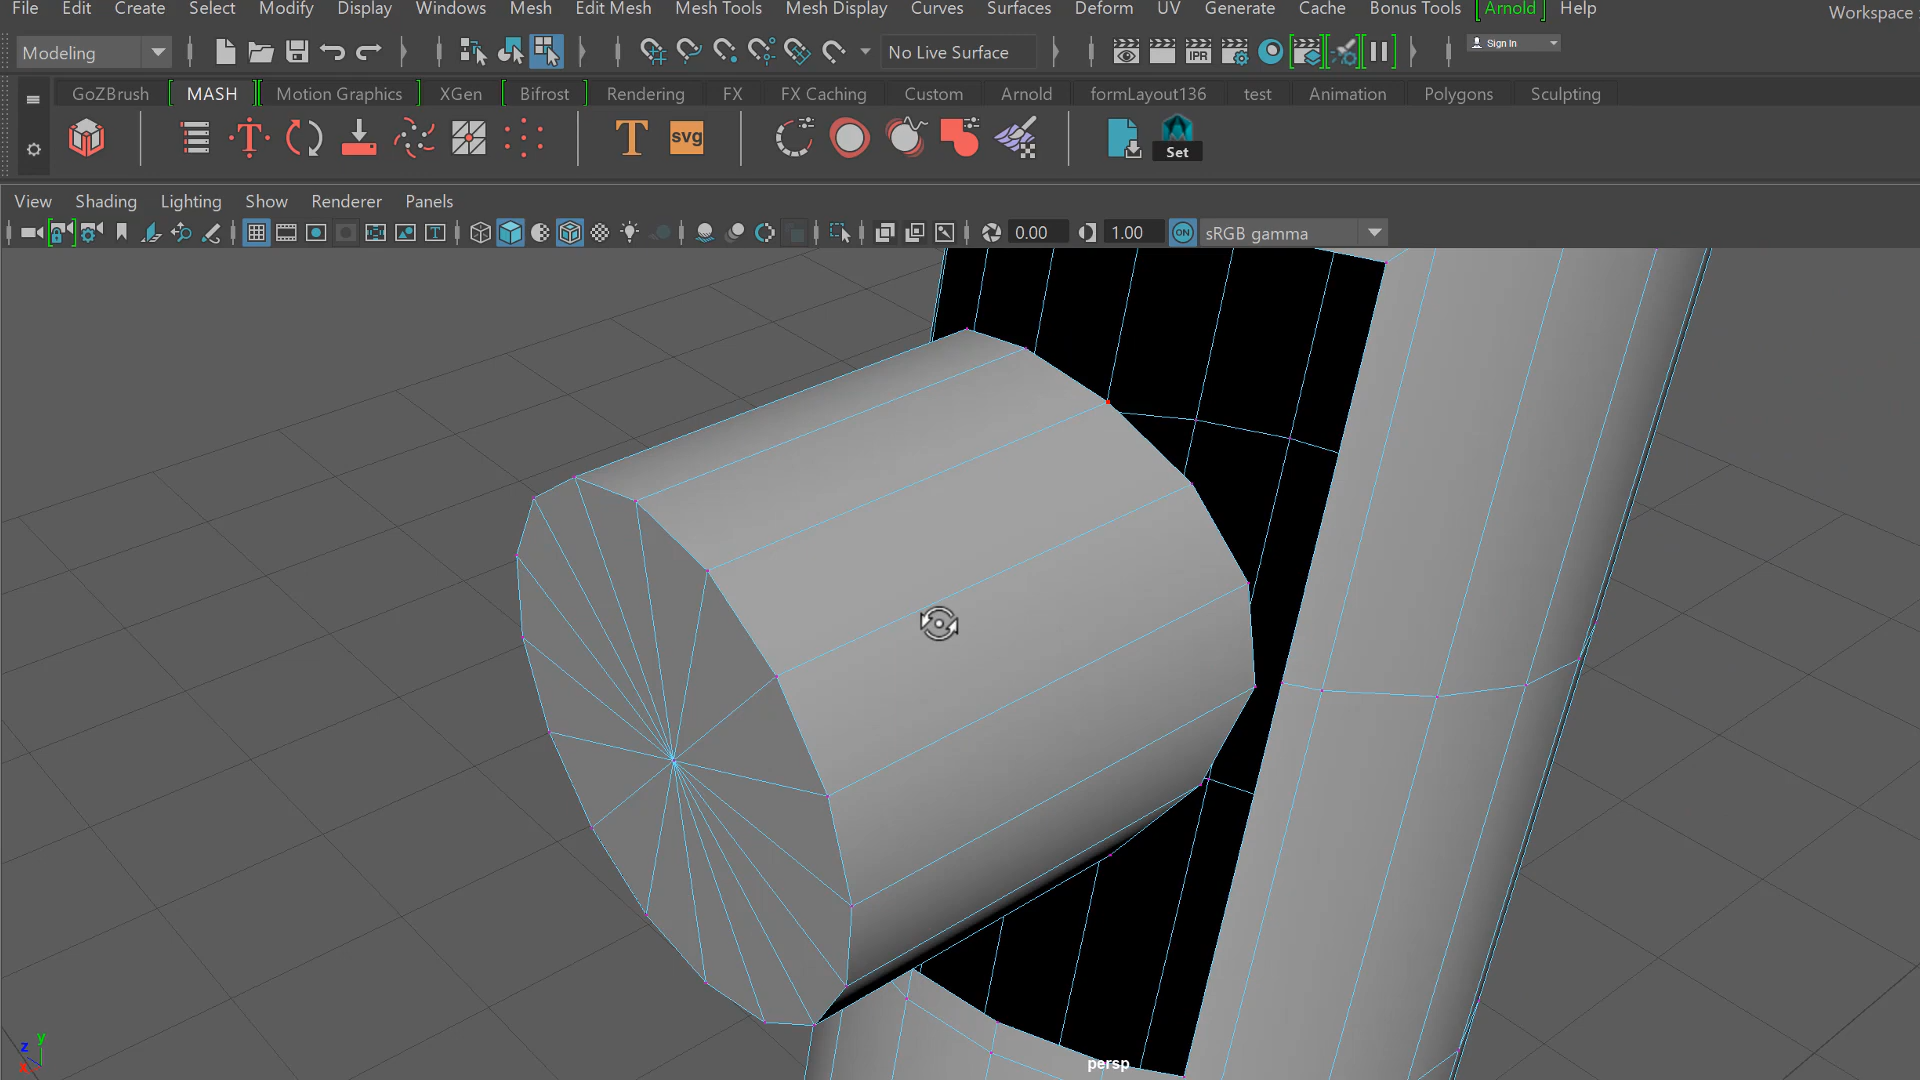 File Edit Create Select Modify Display Windows Mesh Edit Mesh Mesh Tools Mesh Display Curves Surfaces Deform UV Generate Cache Bonus Tools Arnold Help Workspace
Modeling No Live Surface IPR Sign In
GoZBrush MASH Motion Graphics XGen Bifrost Rendering FX FX Caching Custom Arnold formLayout136 test Animation Polygons Sculpting
T T svg Set
View Shading Lighting Show Renderer Panels
T 0.00 1.00 ON sRGB gamma
y
z
x
persp